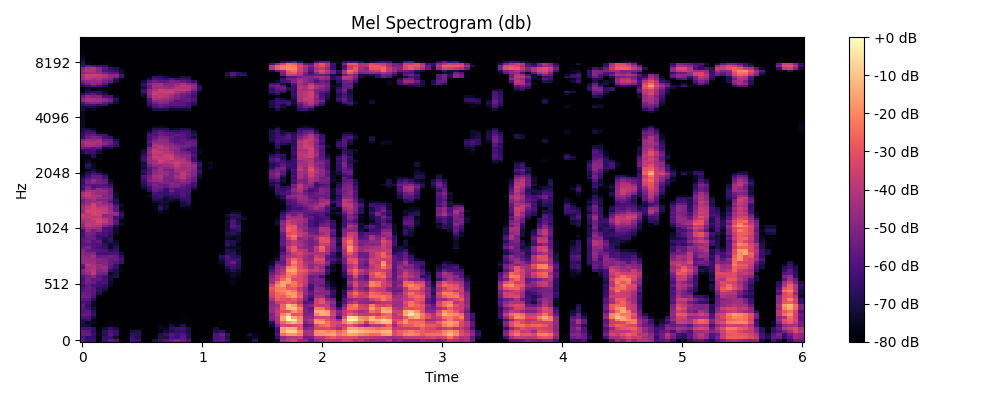 Mel Spectrogram (db)
8192
4096
2048
1024
512
0
Hz
0 1 2 3 4 5 6
Time
+0 dB
-10 dB
-20 dB
-30 dB
-40 dB
-50 dB
-60 dB
-70 dB
-80 dB